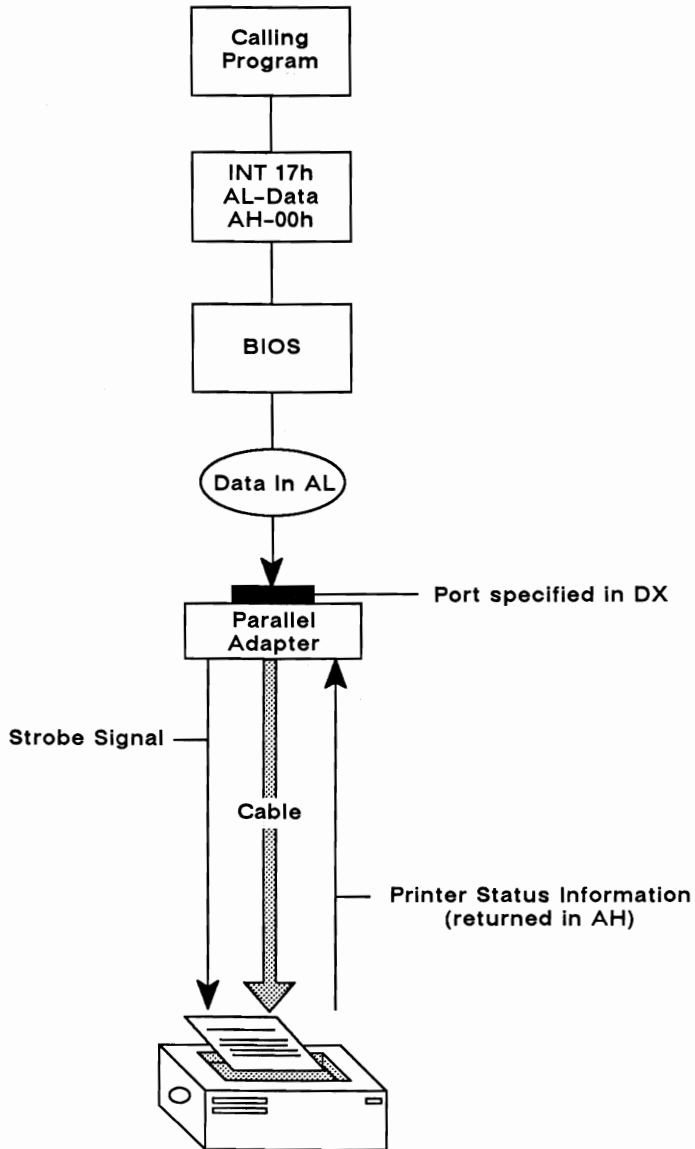 Calling
Program
INT 17h
AL-Data
AH-00h
BIOS
Data In AL
Port specified in DX
Parallel
Adapter
Strobe Signal
Cable
Printer Status Information
(returned in AH)